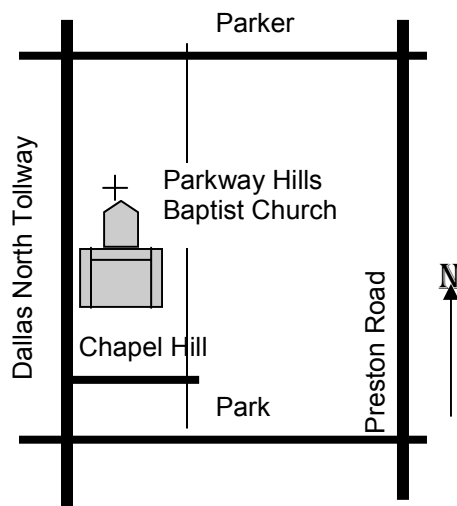 Parker
Dallas North Tollway
Parkway Hills
Baptist Church
N
Chapel Hill
Preston Road
Park